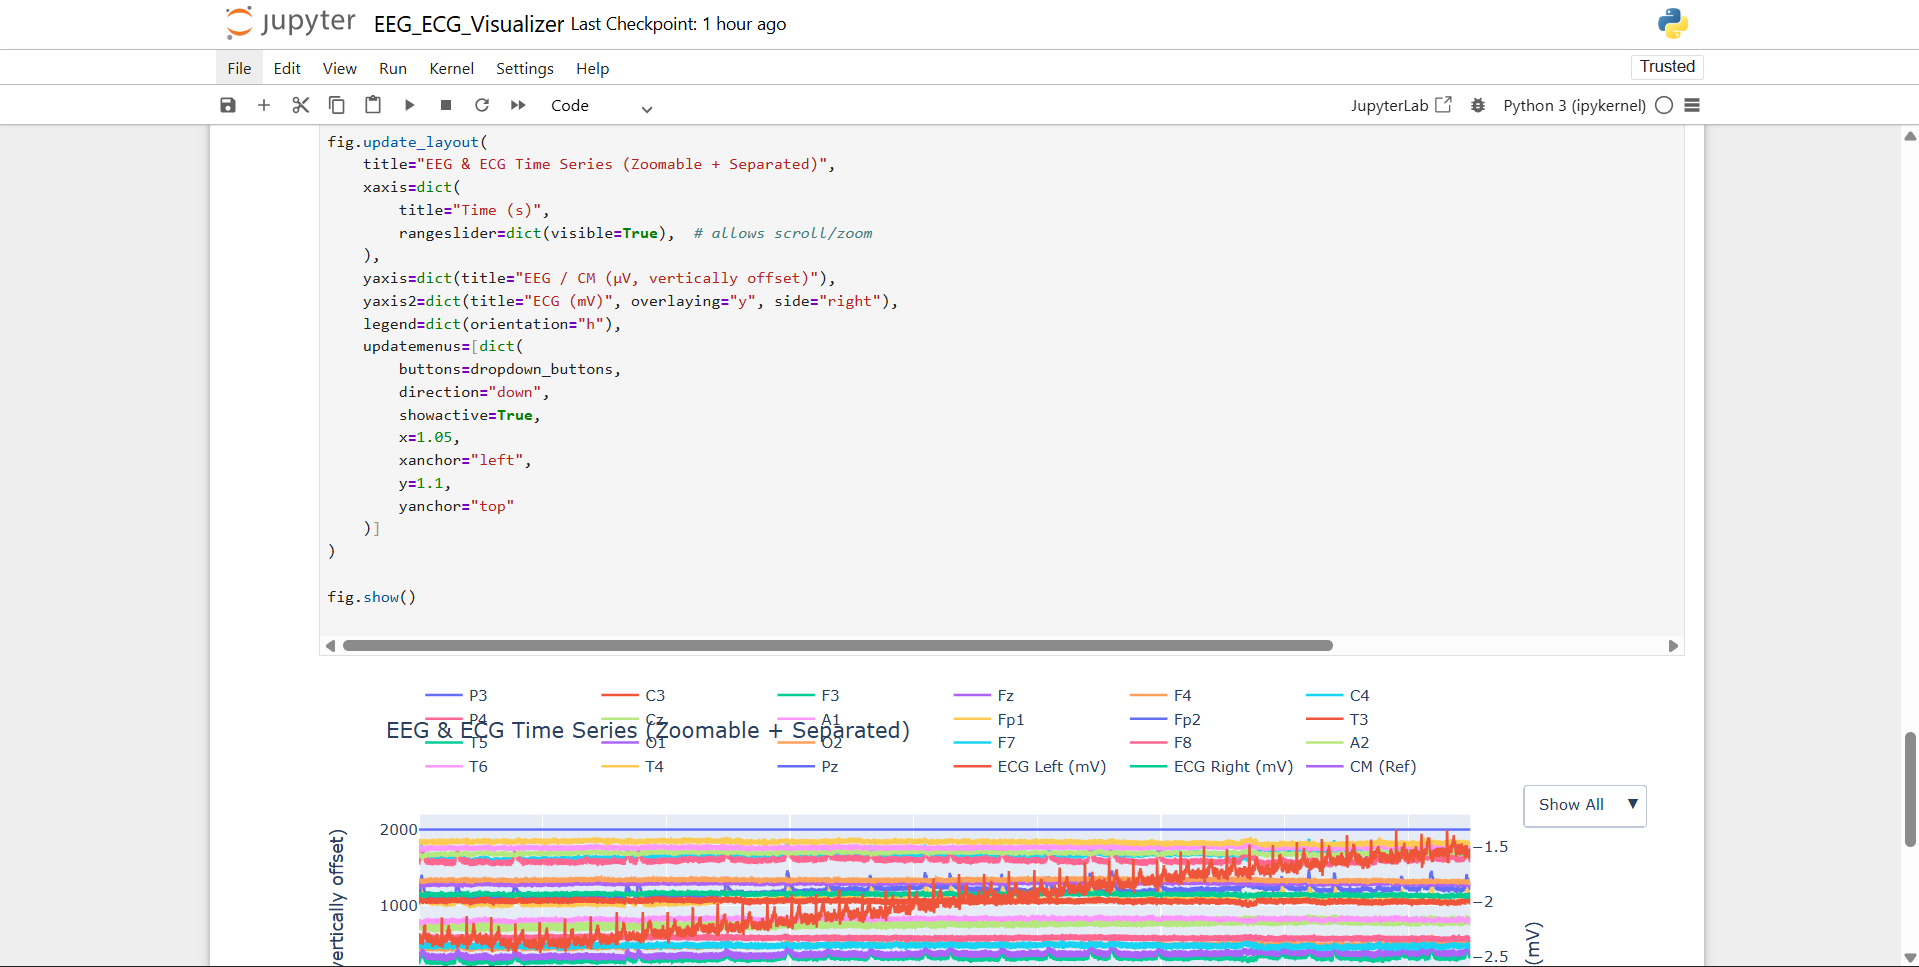 jupyter EEG_ECG_Visualizer Last Checkpoint: 1 hour ago
File Edit View Run Kernel Settings Help Trusted
Code JupyterLab Python 3 (ipykernel)
fig.update_layout(
    title="EEG & ECG Time Series (Zoomable + Separated)",
    xaxis=dict(
        title="Time (s)",
        rangeslider=dict(visible=True),  # allows scroll/zoom
    ),
    yaxis=dict(title="EEG / CM (µV, vertically offset)"),
    yaxis2=dict(title="ECG (mV)", overlaying="y", side="right"),
    legend=dict(orientation="h"),
    updatemenus=[dict(
        buttons=dropdown_buttons,
        direction="down",
        showactive=True,
        x=1.05,
        xanchor="left",
        y=1.1,
        yanchor="top"
    )]
)
fig.show()
P3 C3 F3 Fz F4 C4
P4 Cz A1 Fp1 Fp2 T3
EEG & ECG Time Series (Zoomable + Separated)
T5 O1 O2 F7 F8 A2
T6 T4 Pz ECG Left (mV) ECG Right (mV) CM (Ref)
Show All
2000
1000
vertically offset)
−1.5
−2
−2.5
(mV)